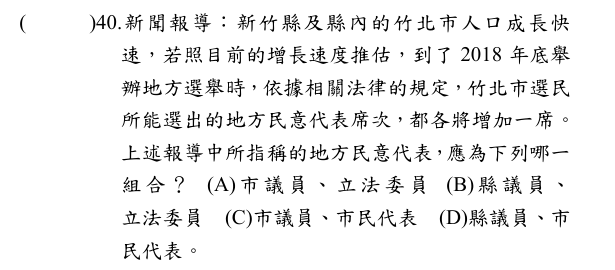 (　　)40.新聞報導：新竹縣及縣內的竹北市人口成長快
速，若照目前的增長速度推估，到了 2018 年底舉
辦地方選舉時，依據相關法律的規定，竹北市選民
所能選出的地方民意代表席次，都各將增加一席。
上述報導中所指稱的地方民意代表，應為下列哪一
組合？ (A)市議員、立法委員 (B)縣議員、
立法委員 (C)市議員、市民代表 (D)縣議員、市
民代表。